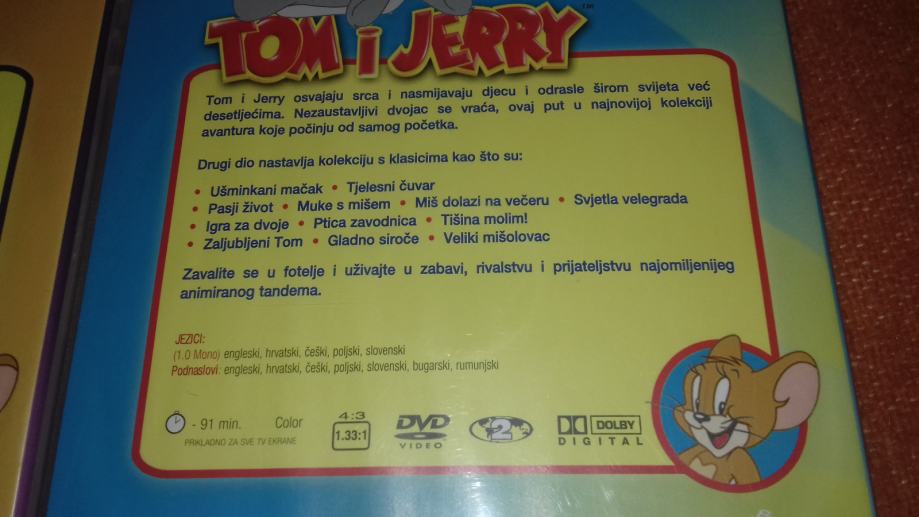 TOM i JERRY
™
Tom i Jerry osvajaju srca i nasmijavaju djecu i odrasle širom svijeta već
desetljećima. Nezaustavljivi dvojac se vraća, ovaj put u najnovijoj kolekciji
avantura koje počinju od samog početka.
Drugi dio nastavlja kolekciju s klasicima kao što su:
• Ušminkani mačak • Tjelesni čuvar
• Pasji život • Muke s mišem • Miš dolazi na večeru • Svjetla velegrada
• Igra za dvoje • Ptica zavodnica • Tišina molim!
• Zaljubljeni Tom • Gladno siroče • Veliki mišolovac
Zavalite se u fotelje i uživajte u zabavi, rivalstvu i prijateljstvu najomiljenijeg
animiranog tandema.
JEZICI:
(1.0 Mono) engleski, hrvatski, češki, poljski, slovenski
Podnaslovi: engleski, hrvatski, češki, poljski, slovenski, bugarski, rumunjski
- 91 min. Color 4:3 1.33:1 DVD VIDEO 2 DOLBY DIGITAL
PRIKLADNO ZA SVE TV EKRANE